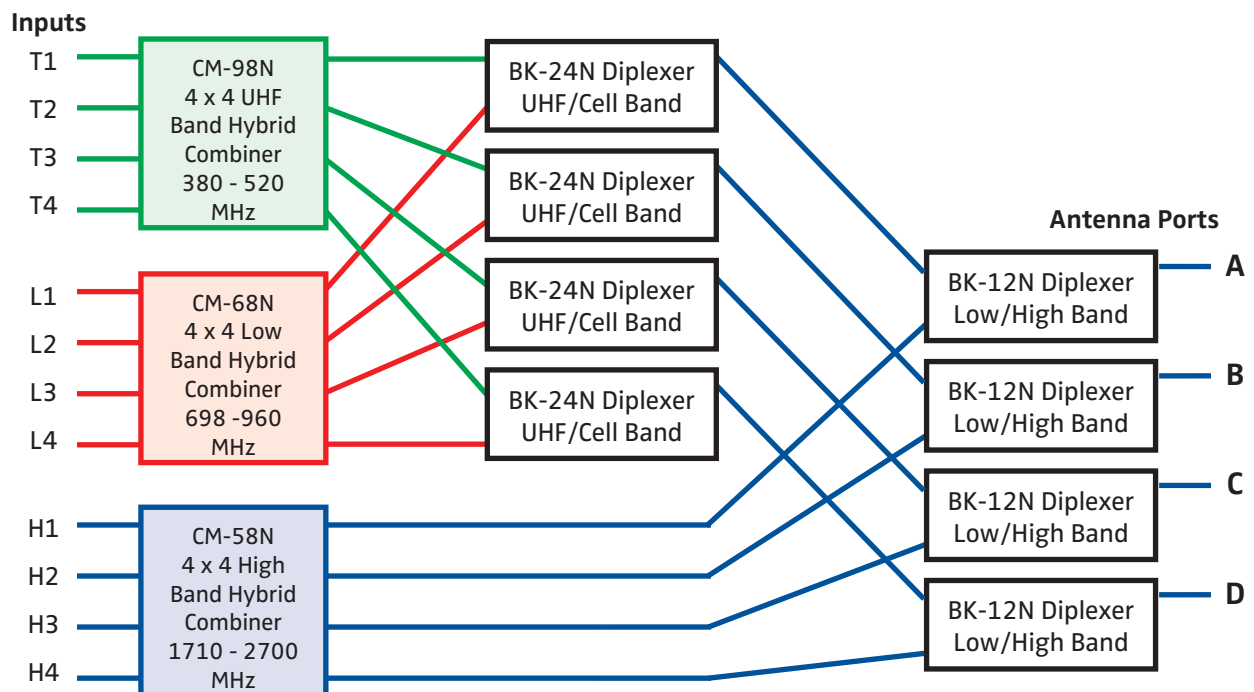 Inputs
T1
T2
T3
T4
CM-98N
4 x 4 UHF
Band Hybrid
Combiner
380 - 520
MHz
L1
L2
L3
L4
CM-68N
4 x 4 Low
Band Hybrid
Combiner
698 -960
MHz
H1
H2
H3
H4
CM-58N
4 x 4 High
Band Hybrid
Combiner
1710 - 2700
MHz
BK-24N Diplexer
UHF/Cell Band
BK-24N Diplexer
UHF/Cell Band
BK-24N Diplexer
UHF/Cell Band
BK-24N Diplexer
UHF/Cell Band
Antenna Ports
BK-12N Diplexer
Low/High Band
A
BK-12N Diplexer
Low/High Band
B
BK-12N Diplexer
Low/High Band
C
BK-12N Diplexer
Low/High Band
D